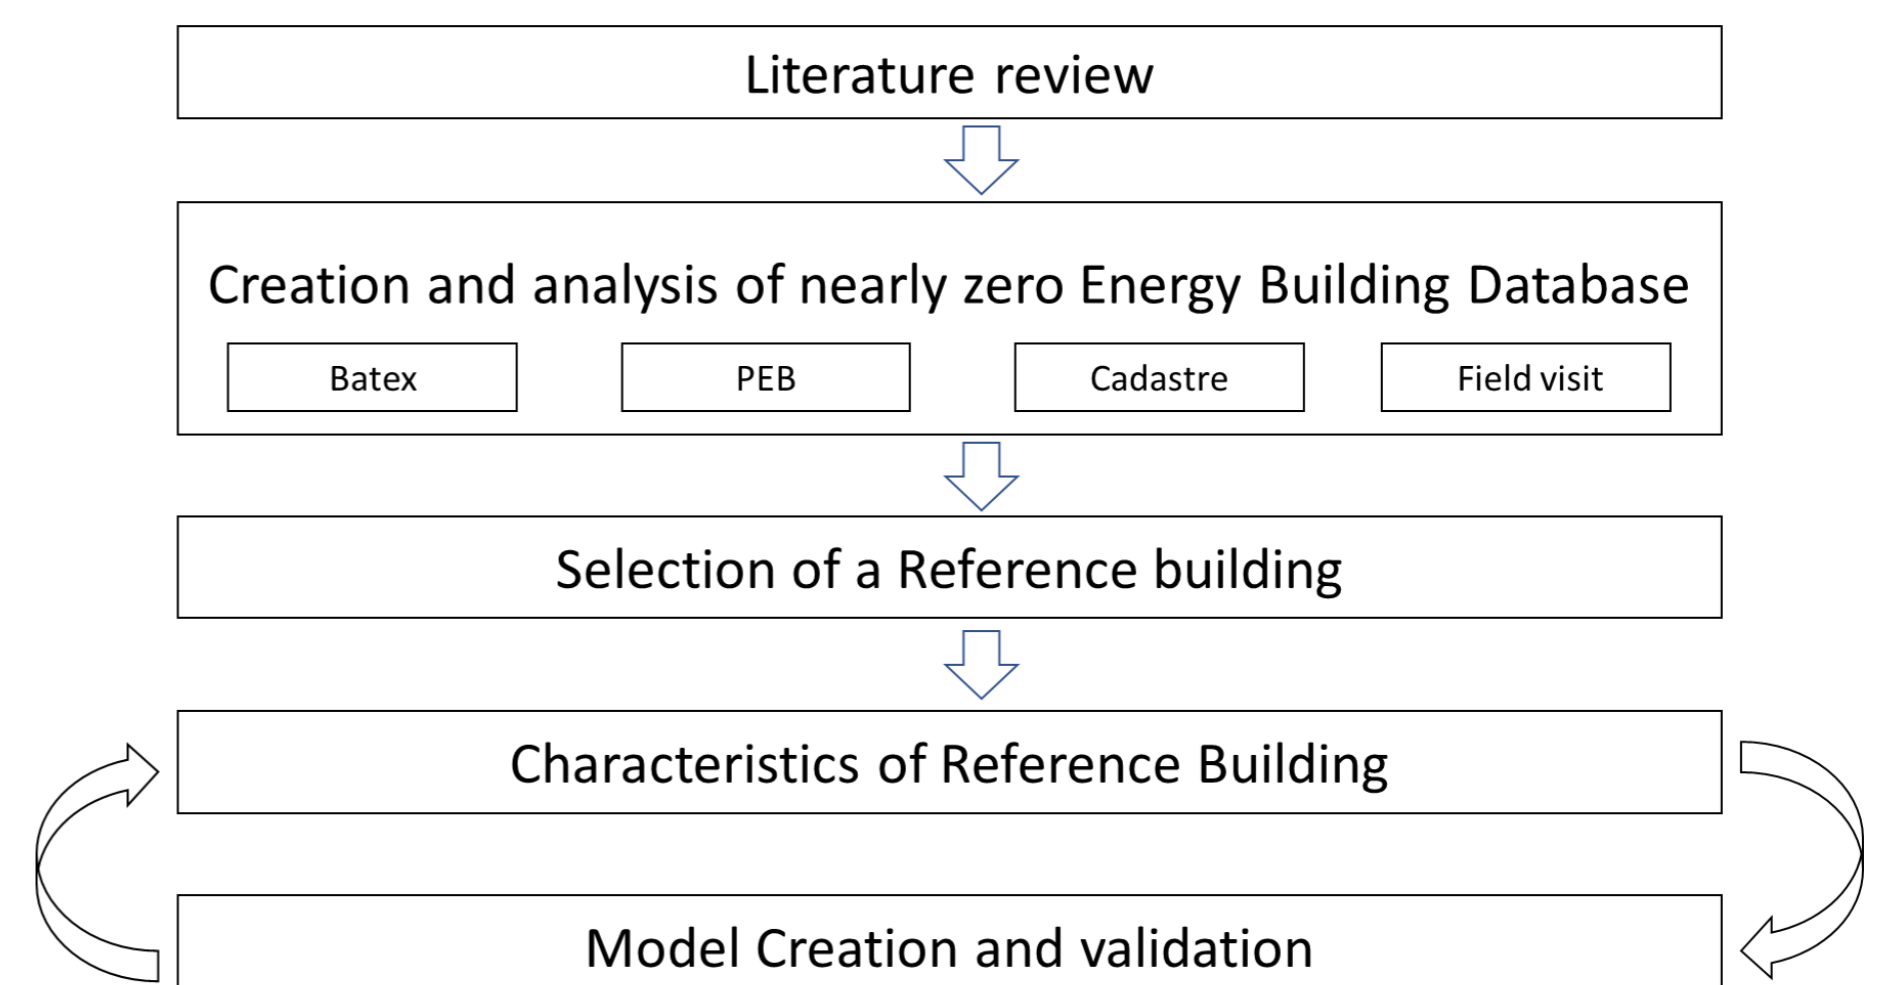 Literature review
Creation and analysis of nearly zero Energy Building Database
Batex
PEB
Cadastre
Field visit
Selection of a Reference building
Characteristics of Reference Building
Model Creation and validation